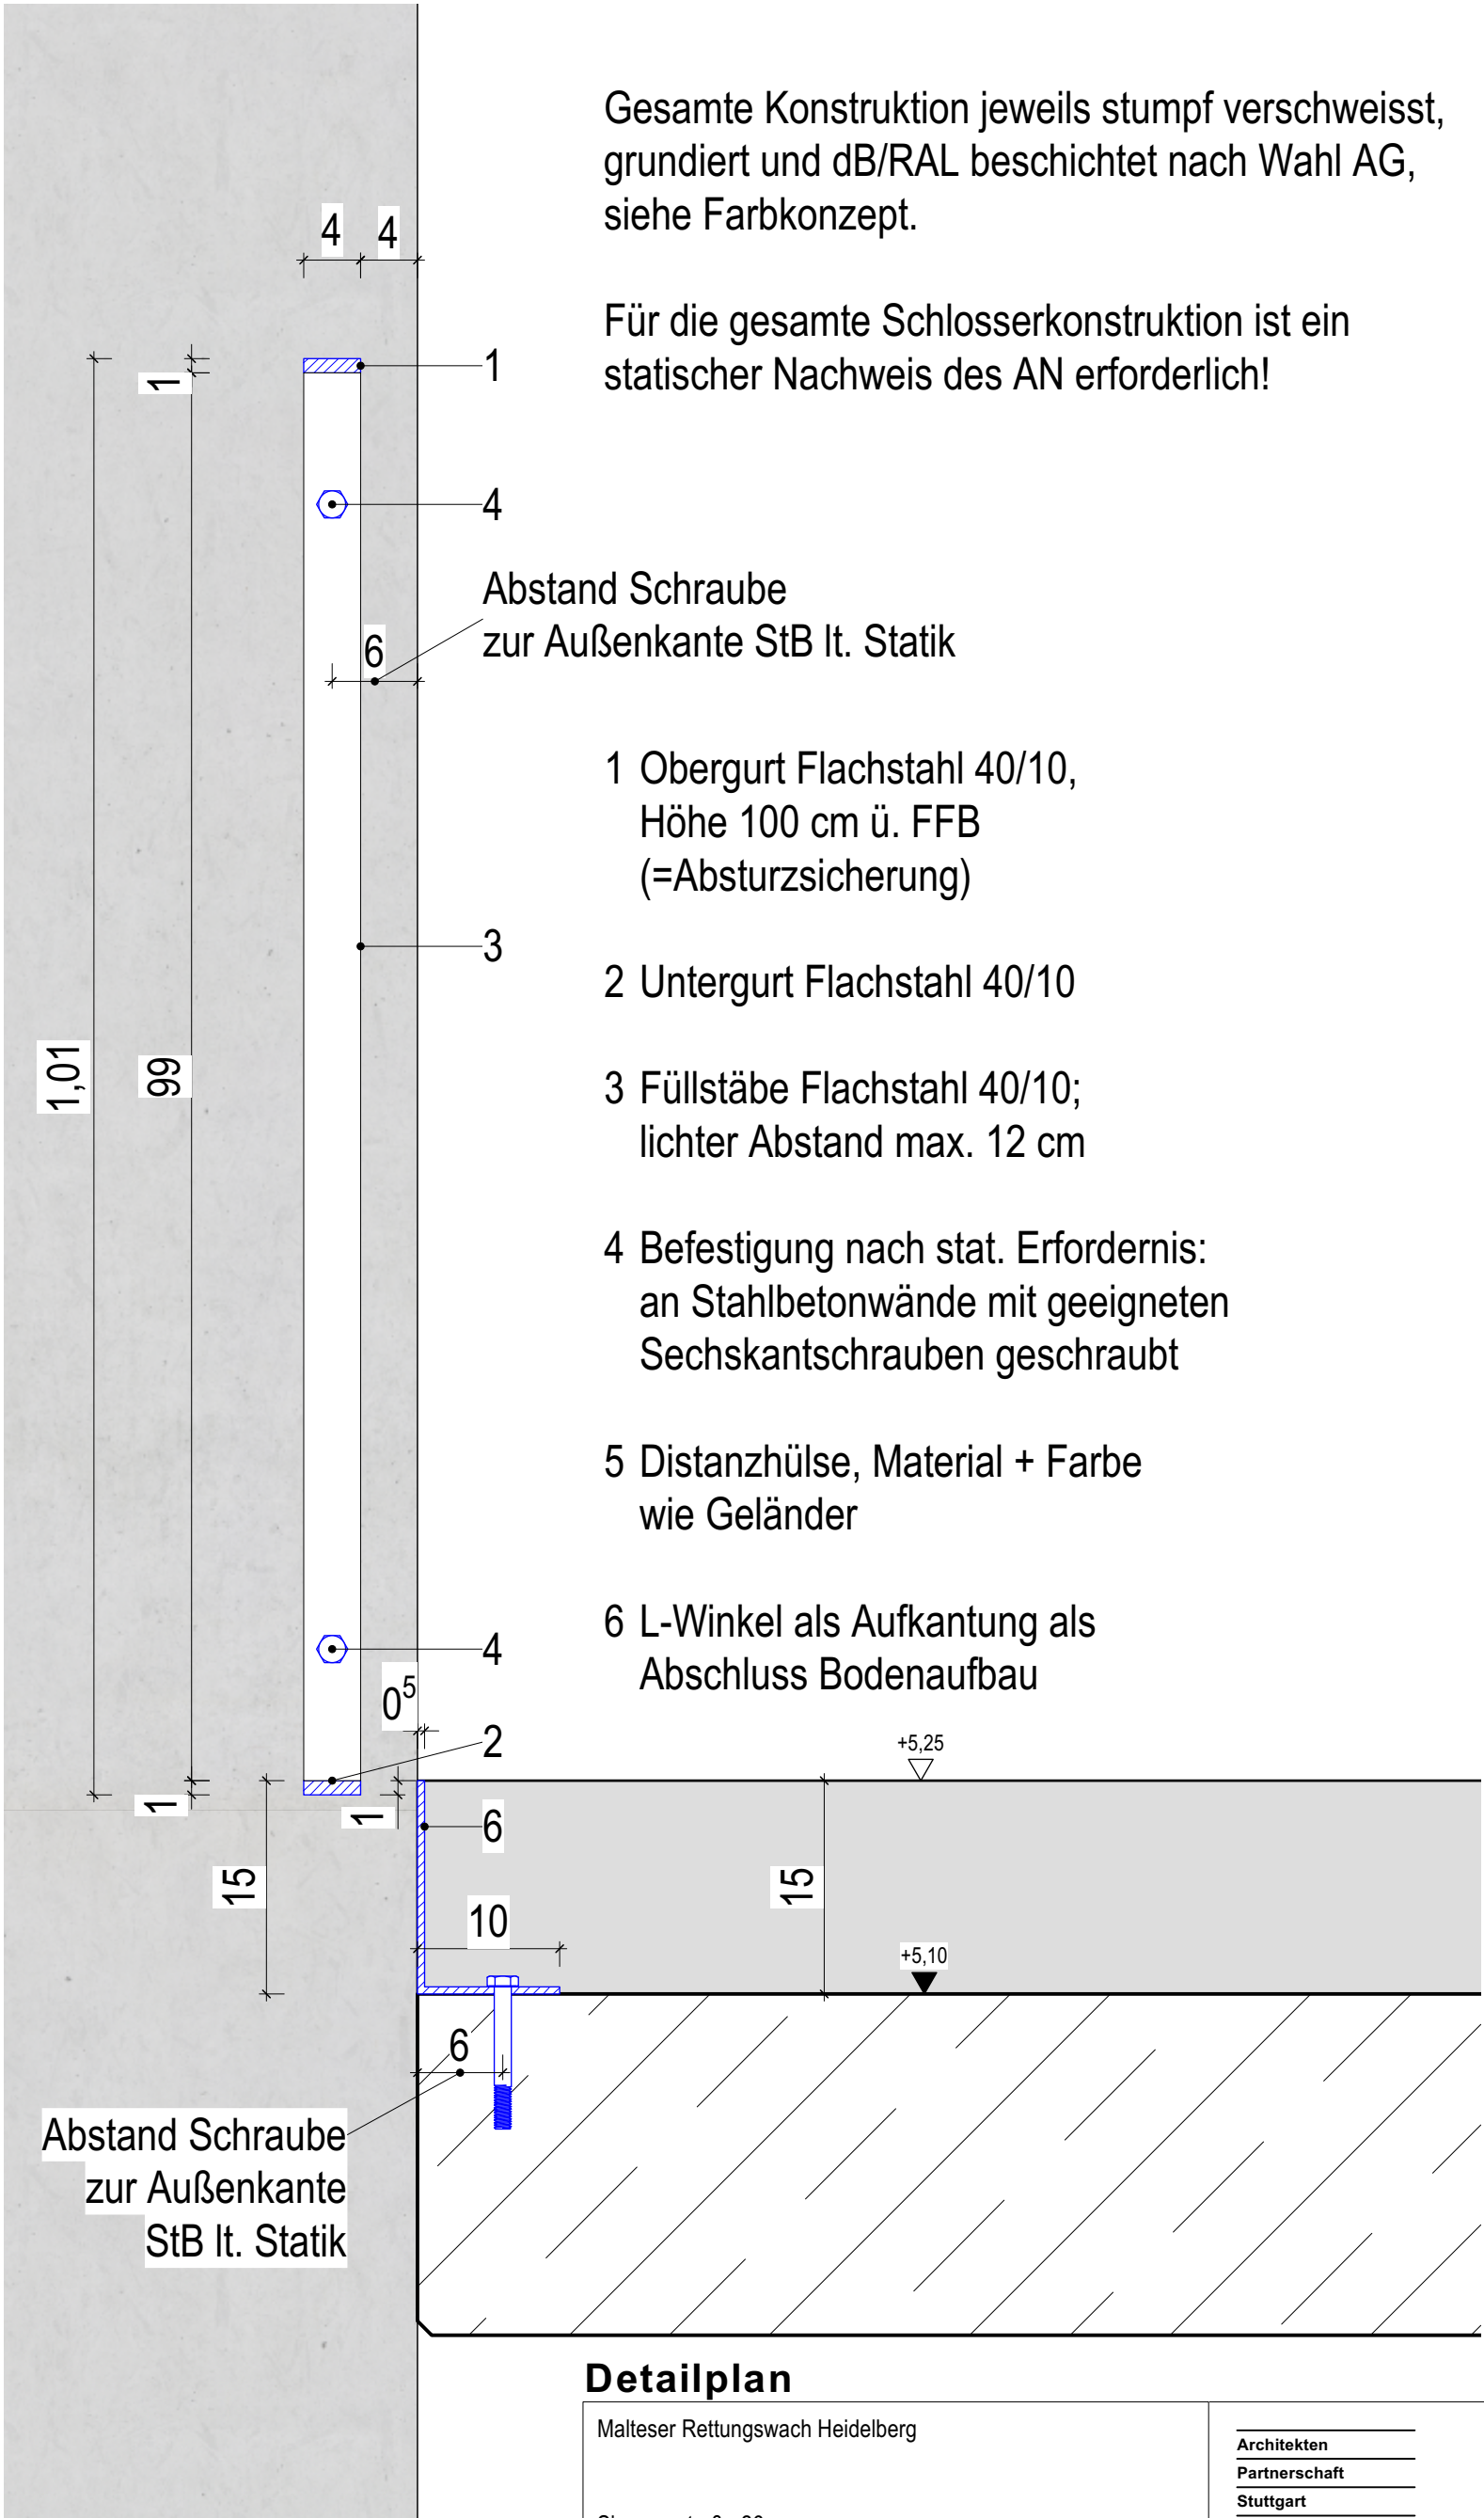 Gesamte Konstruktion jeweils stumpf verschweisst,
grundiert und dB/RAL beschichtet nach Wahl AG,
siehe Farbkonzept.
Für die gesamte Schlosserkonstruktion ist ein
statischer Nachweis des AN erforderlich!
4
4
1
1
4
Abstand Schraube
zur Außenkante StB lt. Statik
6
1 Obergurt Flachstahl 40/10,
Höhe 100 cm ü. FFB
(=Absturzsicherung)
3
2 Untergurt Flachstahl 40/10
1,01
99
3 Füllstäbe Flachstahl 40/10;
lichter Abstand max. 12 cm
4 Befestigung nach stat. Erfordernis:
an Stahlbetonwände mit geeigneten
Sechskantschrauben geschraubt
5 Distanzhülse, Material + Farbe
wie Geländer
6 L-Winkel als Aufkantung als
Abschluss Bodenaufbau
4
0⁵
2
+5,25
1
1
6
15
15
10
+5,10
6
Abstand Schraube
zur Außenkante
StB lt. Statik
Detailplan
Malteser Rettungswach Heidelberg
Architekten
Partnerschaft
Stuttgart